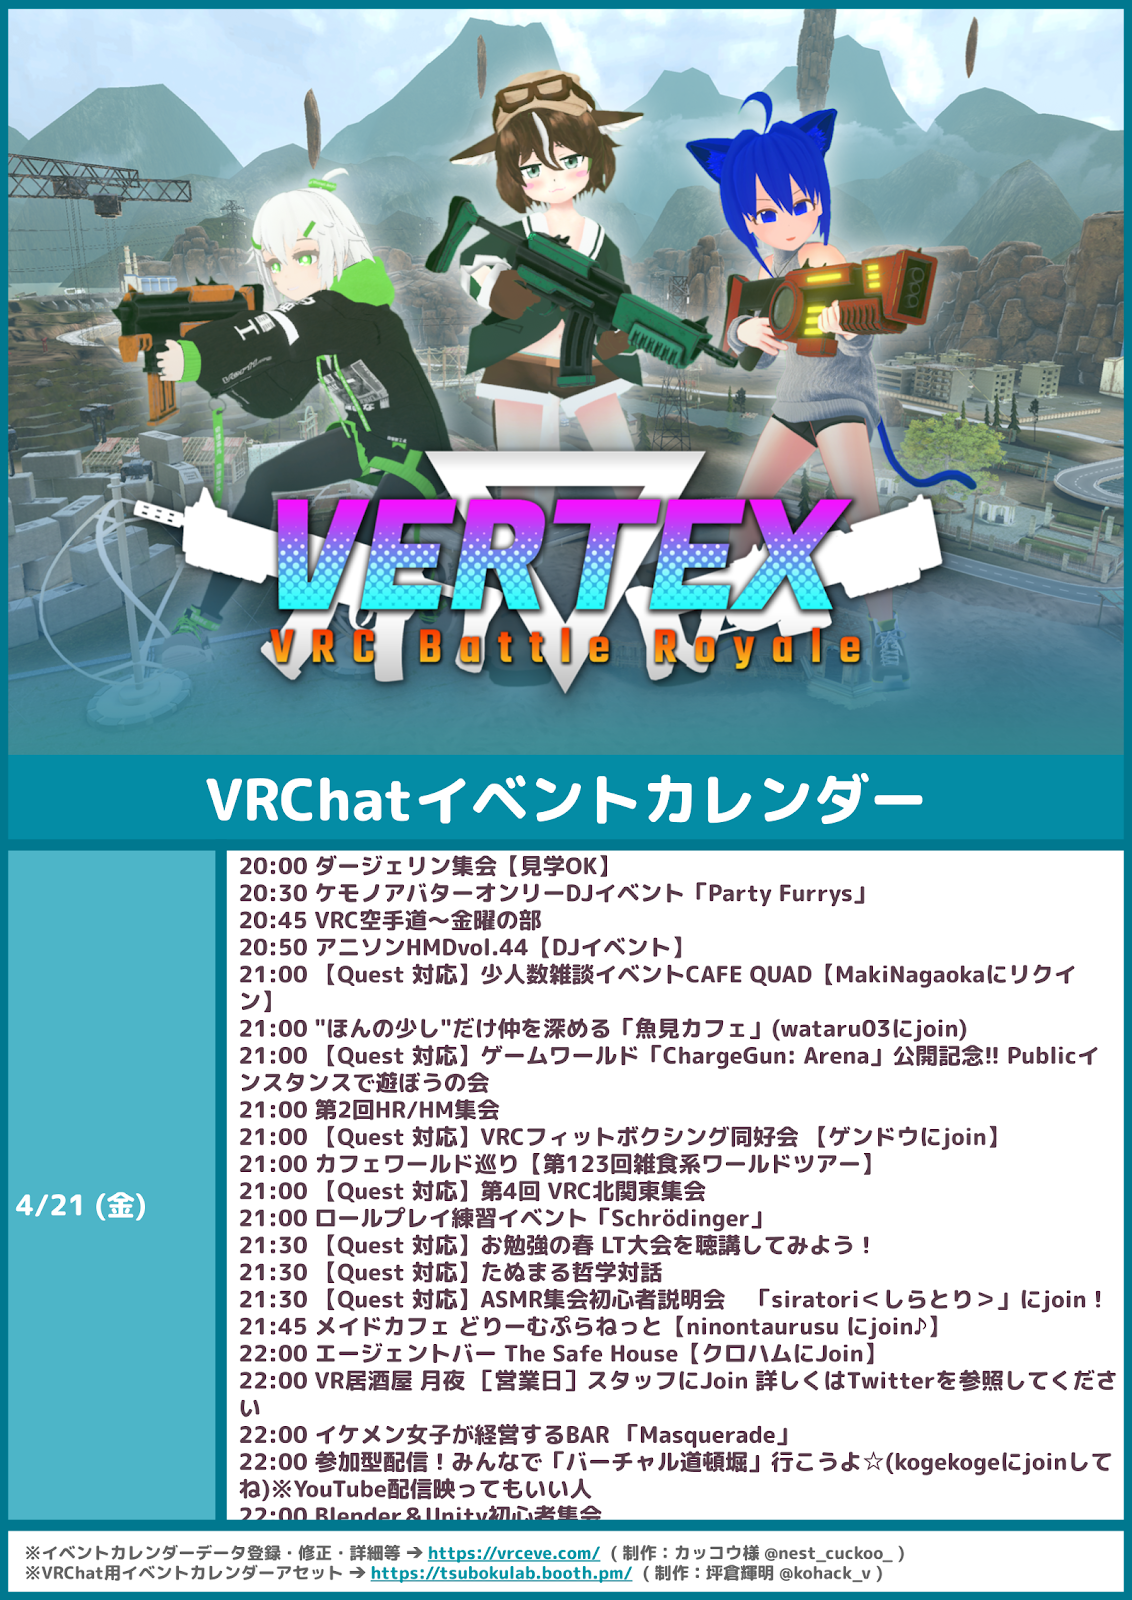 VERTEX
VRC Battle Royale
VRChatイベントカレンダー
4/21 (金)
20:00 ダージェリン集会【見学OK】
20:30 ケモノアバターオンリーDJイベント「Party Furrys」
20:45 VRC空手道～金曜の部
20:50 アニソンHMDvol.44【DJイベント】
21:00 【Quest 対応】少人数雑談イベントCAFE QUAD【MakiNagaokaにリクイ
ン】
21:00 "ほんの少し"だけ仲を深める「魚見カフェ」(wataru03にjoin)
21:00 【Quest 対応】ゲームワールド「ChargeGun: Arena」公開記念!! Publicイ
ンスタンスで遊ぼうの会
21:00 第2回HR/HM集会
21:00 【Quest 対応】VRCフィットボクシング同好会 【ゲンドウにjoin】
21:00 カフェワールド巡り【第123回雑食系ワールドツアー】
21:00 【Quest 対応】第4回 VRC北関東集会
21:00 ロールプレイ練習イベント「Schrödinger」
21:30 【Quest 対応】お勉強の春 LT大会を聴講してみよう！
21:30 【Quest 対応】たぬまる哲学対話
21:30 【Quest 対応】ASMR集会初心者説明会　「siratori＜しらとり＞」にjoin！
21:45 メイドカフェ どりーむぷらねっと【ninontaurusu にjoin♪】
22:00 エージェントバー The Safe House【クロハムにJoin】
22:00 VR居酒屋 月夜 ［営業日］スタッフにJoin 詳しくはTwitterを参照してくださ
い
22:00 イケメン女子が経営するBAR 「Masquerade」
22:00 参加型配信！みんなで「バーチャル道頓堀」行こうよ☆(kogekogeにjoinして
ね)※YouTube配信映ってもいい人
22:00 Blender＆Unity初心者集会
※イベントカレンダーデータ登録・修正・詳細等 → https://vrceve.com/ ( 制作：カッコウ様 @nest_cuckoo_ )
※VRChat用イベントカレンダーアセット → https://tsubokulab.booth.pm/ ( 制作：坪倉輝明 @kohack_v )